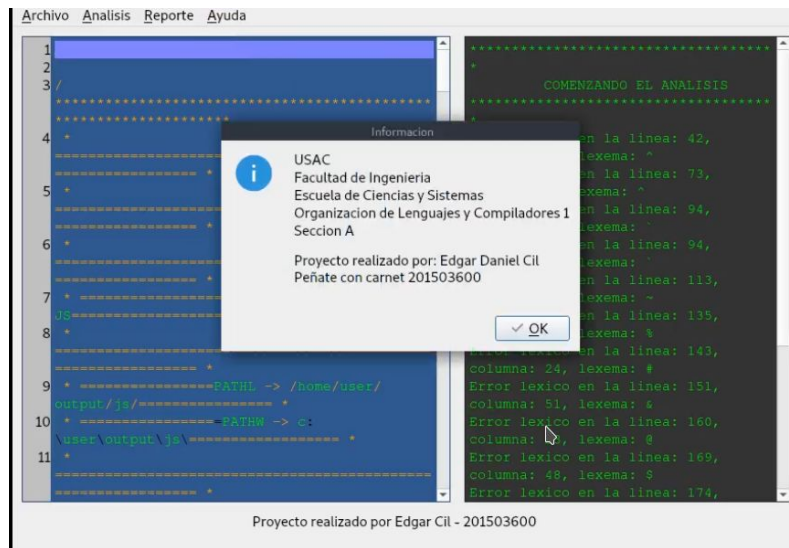 Archivo Analisis Reporte Ayuda
1
2
3 /
****************************************
********************
4 *
================= *
5 *
================= *
6 *
================= *
7 * =
JS=
8 *
================= *
9 * ================PATHL -> /home/user/
output/js/================ *
10 * ================PATHW -> c:
\user\output\js\================== *
11 *
================= *
************************************
*
COMENZANDO EL ANALISIS
************************************
en la linea: 42,
lexema: ^
en la linea: 73,
exema: ^
en la linea: 94,
lexema: `
en la linea: 94,
lexema: `
en la linea: 113,
lexema: ~
en la linea: 135,
lexema: %
Error lexico en la linea: 143,
columna: 24, lexema: #
Error lexico en la linea: 151,
columna: 51, lexema: &
Error lexico en la linea: 160,
columna: lexema: @
Error lexico en la linea: 169,
columna: 48, lexema: $
Error lexico en la linea: 174,
Informacion
USAC
Facultad de Ingenieria
Escuela de Ciencias y Sistemas
Organizacion de Lenguajes y Compiladores 1
Seccion A
Proyecto realizado por: Edgar Daniel Cil
Peñate con carnet 201503600
OK
Proyecto realizado por Edgar Cil - 201503600